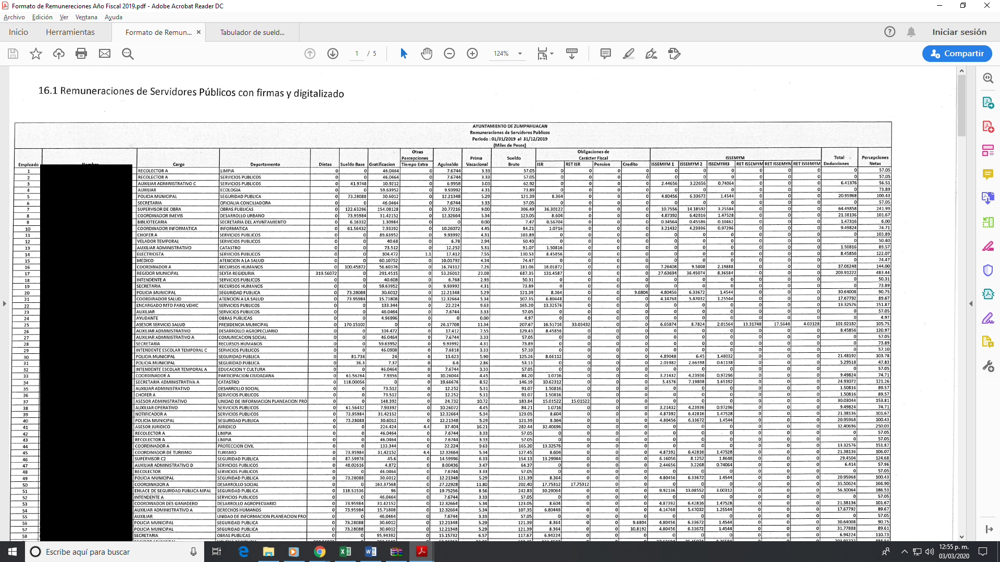 Formato de Remunereciones Año Fiscal 2019.pdf - Adobe Acrobat Reader DC
Archivo Edición Ver Ventana Ayuda
Inicio Herramientas Formato de Remun... × Tabulador de sueld... Iniciar sesión
1 / 5 124% Compartir
16.1 Remuneraciones de Servidores Públicos con firmas y digitalizado
AYUNTAMIENTO DE ZUMPAHUACAN
Remuneraciones de Servidores Publicos
Periodo : 01/01/2019 al 31/12/2019
(Miles de Pesos)
Otras Obligaciones de
Percepciones Prima Sueldo Carácter Fiscal ISSEMYM Total Percepciones
Empleado Cargo Departamento Dietas Sueldo Base Gratificacion Tiempo Extra Aguinaldo Vacacional Bruto ISR RET ISR Pension Credito ISSEMYM 1 ISSEMYM 2 ISSEMYM3 RET ISSEMYM RET ISSEMYM RET ISSEMYM Deducciones Netas
1 RECOLECTOR A LIMPIA 0 0 46.0464 0 7.6744 3.33 57.05 0 0 0 0 0 0 0 0 0 0 0 57.05
2 RECOLECTOR A SERVICIOS PUBLICOS 0 0 46.0464 0 7.6744 3.33 57.05 0 0 0 0 0 0 0 0 0 0 0 57.05
3 AUXILIAR ADMINISTRATIVO C SERVICIOS PUBLICOS 0 41.9748 10.9212 0 6.9958 3.03 62.92 0 0 0 0 2.44656 3.22656 0.74064 0 0 0 6.41376 56.51
4 AUXILIAR ECOLOGIA 0 0 59.63952 0 9.93992 4.31 73.89 0 0 0 0 0 0 0 0 0 0 0 73.89
5 POLICIA MUNICIPAL SEGURIDAD PUBLICA 0 73.28088 30.6012 0 12.21348 5.29 121.39 8.364 0 0 0 4.80456 6.33672 1.4544 0 0 0 20.95968 100.43
6 SECRETARIA OFICIALIA CONCILIADORA 0 0 46.0464 0 7.6744 3.33 57.05 0 0 0 0 0 0 0 0 0 0 0 57.05
7 SUPERVISOR DE OBRA OBRAS PUBLICAS 0 122.63296 154.08128 0 20.77216 9.00 306.49 36.30122 0 0 0 10.7556 14.18592 3.25584 0 0 0 64.49858 241.99
8 COORDINADOR IMEVIS DESARROLLO URBANO 0 73.95984 31.42152 0 12.32664 5.34 123.05 8.604 0 0 0 4.87392 6.42816 1.47528 0 0 0 21.38136 101.67
9 BIBLIOTECARIA SECRETARIA DEL AYUNTAMIENTO 0 6.16332 1.30984 0 0 0.00 7.47 0.56704 0 0 0 0.34564 0.45586 0.10462 0 0 0 1.47316 6.00
10 COORDINADOR INFORMATICA INFORMATICA 0 61.56432 7.93392 0 10.26072 4.45 84.21 1.0716 0 0 0 3.21432 4.23936 0.97296 0 0 0 9.49824 74.71
11 CHOFER A SERVICIOS PUBLICOS 0 0 89.63952 0 9.93992 4.31 103.89 0 0 0 0 0 0 0 0 0 0 0 103.89
12 VELADOR TEMPORAL SERVICIOS PUBLICOS 0 0 40.68 0 6.78 2.94 50.40 0 0 0 0 0 0 0 0 0 0 0 50.40
13 AUXILIAR ADMINISTRATIVO CATASTRO 0 0 73.512 0 12.252 5.31 91.07 1.50816 0 0 0 0 0 0 0 0 0 1.50816 89.57
14 ELECTRICISTA SERVICIOS PUBLICOS 0 0 104.472 1.1 17.412 7.55 130.53 8.45856 0 0 0 0 0 0 0 0 0 8.45856 122.07
15 MEDICO ATENCION A LA SALUD 0 0 60.10752 0 10.01792 4.34 74.47 0 0 0 0 0 0 0 0 0 0 0 74.47
16 COORDINADOR A RECURSOS HUMANOS 0 100.45872 56.60376 0 16.74312 7.26 181.06 18.01872 0 0 0 7.26408 9.5808 2.19888 0 0 0 37.06248 144.00
17 REGIDOR MUNICIPAL SEXTA REGIDURIA 319.56072 0 291.4515 0 53.26012 23.08 687.35 131.4587 0 0 0 27.63694 36.45074 8.36584 0 0 0 203.91222 483.44
18 INTENDENTE A SERVICIOS PUBLICOS 0 0 40.608 0 6.768 2.93 50.31 0 0 0 0 0 0 0 0 0 0 0 50.31
19 SECRETARIA RECURSOS HUMANOS 0 0 59.63952 0 9.93992 4.31 73.89 0 0 0 0 0 0 0 0 0 0 0 73.89
20 POLICIA MUNICIPAL SEGURIDAD PUBLICA 0 73.28088 30.6012 0 12.21348 5.29 121.39 8.364 0 0 9.6804 4.80456 6.33672 1.4544 0 0 0 30.64008 90.75
21 COORDINADOR SALUD ATENCION A LA SALUD 0 73.95984 15.71808 0 12.32664 5.34 107.35 6.80448 0 0 0 4.14768 5.47032 1.25544 0 0 0 17.67792 89.67
22 ENCARGADO MTO PARQ VEHIC SERVICIOS PUBLICOS 0 0 133.344 0 22.224 9.63 165.20 13.32576 0 0 0 0 0 0 0 0 0 13.32576 151.87
23 AUXILIAR SERVICIOS PUBLICOS 0 0 46.0464 0 7.6744 3.33 57.05 0 0 0 0 0 0 0 0 0 0 0 57.05
24 AYUDANTE OBRAS PUBLICAS 0 0 4.96996 0 0 0.00 4.97 0 0 0 0 0 0 0 0 0 0 0 4.97
25 ASESOR SERVICIO SALUD PRESIDENCIA MUNICIPAL 0 170.15102 0 0 26.17708 11.34 207.67 16.51716 33.03432 0 0 6.65874 8.7824 2.01564 13.31748 17.5648 4.03128 101.92182 105.75
26 AUXILIAR ADMINISTRATIVO DESARROLLO AGROPECUARIO 0 0 104.472 0 17.412 7.55 129.43 8.45856 0 0 0 0 0 0 0 0 0 8.45856 120.97
27 AUXILIAR ADMINISTRATIVO A COMUNICACION SOCIAL 0 0 46.0464 0 7.6744 3.33 57.05 0 0 0 0 0 0 0 0 0 0 0 57.05
28 SECRETARIA RECURSOS HUMANOS 0 0 59.63952 0 9.93992 4.31 73.89 0 0 0 0 0 0 0 0 0 0 0 73.89
29 INTENDENTE ESCOLAR TEMPORAL C SERVICIOS PUBLICOS 0 0 46.0908 0 7.6818 3.33 57.10 0 0 0 0 0 0 0 0 0 0 0 57.10
30 POLICIA MUNICIPAL SEGURIDAD PUBLICA 0 81.738 24 0 13.623 5.90 125.26 8.66112 0 0 0 4.89048 6.45 1.48032 0 0 0 21.48192 103.78
31 POLICIA MUNICIPAL SEGURIDAD PUBLICA 0 36.3 7.37 0 6.6 2.86 53.13 0 0 0 0 2.01982 2.66398 0.61138 0 0 0 5.29518 47.83
32 INTENDENTE ESCOLAR TEMPORAL A EDUCACION Y CULTURA 0 0 46.0464 0 7.6744 3.33 57.05 0 0 0 0 0 0 0 0 0 0 0 57.05
33 COORDINADOR A PARTICIPACION CIUDADANA 0 61.56264 7.9356 0 10.26044 4.45 84.20 1.0716 0 0 0 3.21432 4.23936 0.97296 0 0 0 9.49824 74.71
34 SECRETARIA ADMINISTRATIVA A CATASTRO 0 118.00056 0 0 19.66676 8.52 146.19 10.62312 0 0 0 5.4576 7.19808 1.65192 0 0 0 24.93072 121.26
35 AUXILIAR ADMINISTRATIVO DESARROLLO SOCIAL 0 0 73.512 0 12.252 5.31 91.07 1.50816 0 0 0 0 0 0 0 0 0 1.50816 89.57
36 CHOFER A SERVICIOS PUBLICOS 0 0 73.512 0 12.252 5.31 91.07 1.50816 0 0 0 0 0 0 0 0 0 1.50816 89.57
37 ASESOR ADMINISTRATIVO UNIDAD DE INFORMACION PLANEACION PRO 0 0 148.392 0 24.732 10.72 183.84 15.01522 15.01522 0 0 0 0 0 0 0 0 30.03044 153.81
38 AUXILIAR OPERATIVO SERVICIOS PUBLICOS 0 61.56432 7.93392 0 10.26072 4.45 84.21 1.0716 0 0 0 3.21432 4.23936 0.97296 0 0 0 9.49824 74.71
39 NOTIFICADOR A SERVICIOS PUBLICOS 0 73.95984 31.42152 0 12.32664 5.34 123.05 8.604 0 0 0 4.87392 6.42816 1.47528 0 0 0 21.38136 101.67
40 POLICIA MUNICIPAL SEGURIDAD PUBLICA 0 73.28088 30.6012 0 12.21348 5.29 121.39 8.364 0 0 0 4.80456 6.33672 1.4544 0 0 0 20.95968 100.43
41 ASESOR JURIDICO JURIDICO 0 0 224.424 4.4 37.404 16.21 282.44 32.40696 0 0 0 0 0 0 0 0 0 32.40696 250.03
42 RECOLECTOR A LIMPIA 0 0 46.0464 0 7.6744 3.33 57.05 0 0 0 0 0 0 0 0 0 0 0 57.05
43 RECOLECTOR A LIMPIA 0 0 46.0464 0 7.6744 3.33 57.05 0 0 0 0 0 0 0 0 0 0 0 57.05
44 COORDINADOR A PROTECCION CIVIL 0 0 133.344 0 22.224 9.63 165.20 13.32576 0 0 0 0 0 0 0 0 0 13.32576 151.87
45 COORDINADOR DE TURISMO TURISMO 0 73.95984 31.42152 4.4 12.32664 5.34 127.45 8.604 0 0 0 4.87392 6.42816 1.47528 0 0 0 21.38136 106.07
46 SUPERVISOR C2 SEGURIDAD PUBLICA 0 87.59976 45.6 0 14.59996 6.33 154.13 13.29984 0 0 0 6.16056 8.1252 1.8648 0 0 0 29.4504 124.68
47 AUXILIAR ADMINISTRATIVO D SERVICIOS PUBLICOS 0 48.02616 4.872 0 8.00436 3.47 64.37 0 0 0 0 2.44656 3.2268 0.74064 0 0 0 6.414 57.96
48 RECOLECTOR SERVICIOS PUBLICOS 0 0 46.0464 0 7.6744 3.33 57.05 0 0 0 0 0 0 0 0 0 0 0 57.05
49 POLICIA MUNICIPAL SEGURIDAD PUBLICA 0 73.28088 30.6012 0 12.21348 5.29 121.39 8.364 0 0 0 4.80456 6.33672 1.4544 0 0 0 20.95968 100.43
50 COORDINADOR A DESARROLLO SOCIAL 0 0 163.37568 0 27.22928 11.80 202.40 17.75312 17.75312 0 0 0 0 0 0 0 0 35.50624 166.90
51 ENLACE DE SEGURIDAD PUBLICA MPAL SEGURIDAD PUBLICA 0 118.51536 96 0 19.75256 8.56 242.83 30.29064 0 0 0 9.92136 13.08552 3.00312 0 0 0 56.30064 186.53
52 INTENDENTE A SERVICIOS PUBLICOS 0 0 46.0464 0 7.6744 3.33 57.05 0 0 0 0 0 0 0 0 0 0 0 57.05
53 COORDINADOR DES GANADERO DESARROLLO AGROPECUARIO 0 73.95984 31.42152 0 12.32664 5.34 123.05 8.604 0 0 0 4.87392 6.42816 1.47528 0 0 0 21.38136 101.67
54 AUXILIAR ADMINISTRATIVO A DERECHOS HUMANOS 0 73.95984 15.71808 0 12.32664 5.34 107.35 6.80448 0 0 0 4.14768 5.47032 1.25544 0 0 0 17.67792 89.67
55 AUXILIAR UNIDAD DE INFORMACION PLANEACION PRO 0 0 46.0464 0 7.6744 3.33 57.05 0 0 0 0 0 0 0 0 0 0 0 57.05
56 POLICIA MUNICIPAL SEGURIDAD PUBLICA 0 73.28088 30.6012 0 12.21348 5.29 121.39 8.364 0 0 9.6804 4.80456 6.33672 1.4544 0 0 0 30.64008 90.75
57 POLICIA MUNICIPAL SEGURIDAD PUBLICA 0 73.28088 30.6012 0 12.21348 5.29 121.39 8.364 0 0 10.8192 4.80456 6.33672 1.4544 0 0 0 31.77888 89.61
58 SECRETARIA OBRAS PUBLICAS 0 0 95.94392 0 15.15732 6.57 117.67 6.94224 0 0 0 0 0 0 0 0 0 6.94224 110.73
Escribe aquí para buscar 12:55 p. m.
03/03/2020